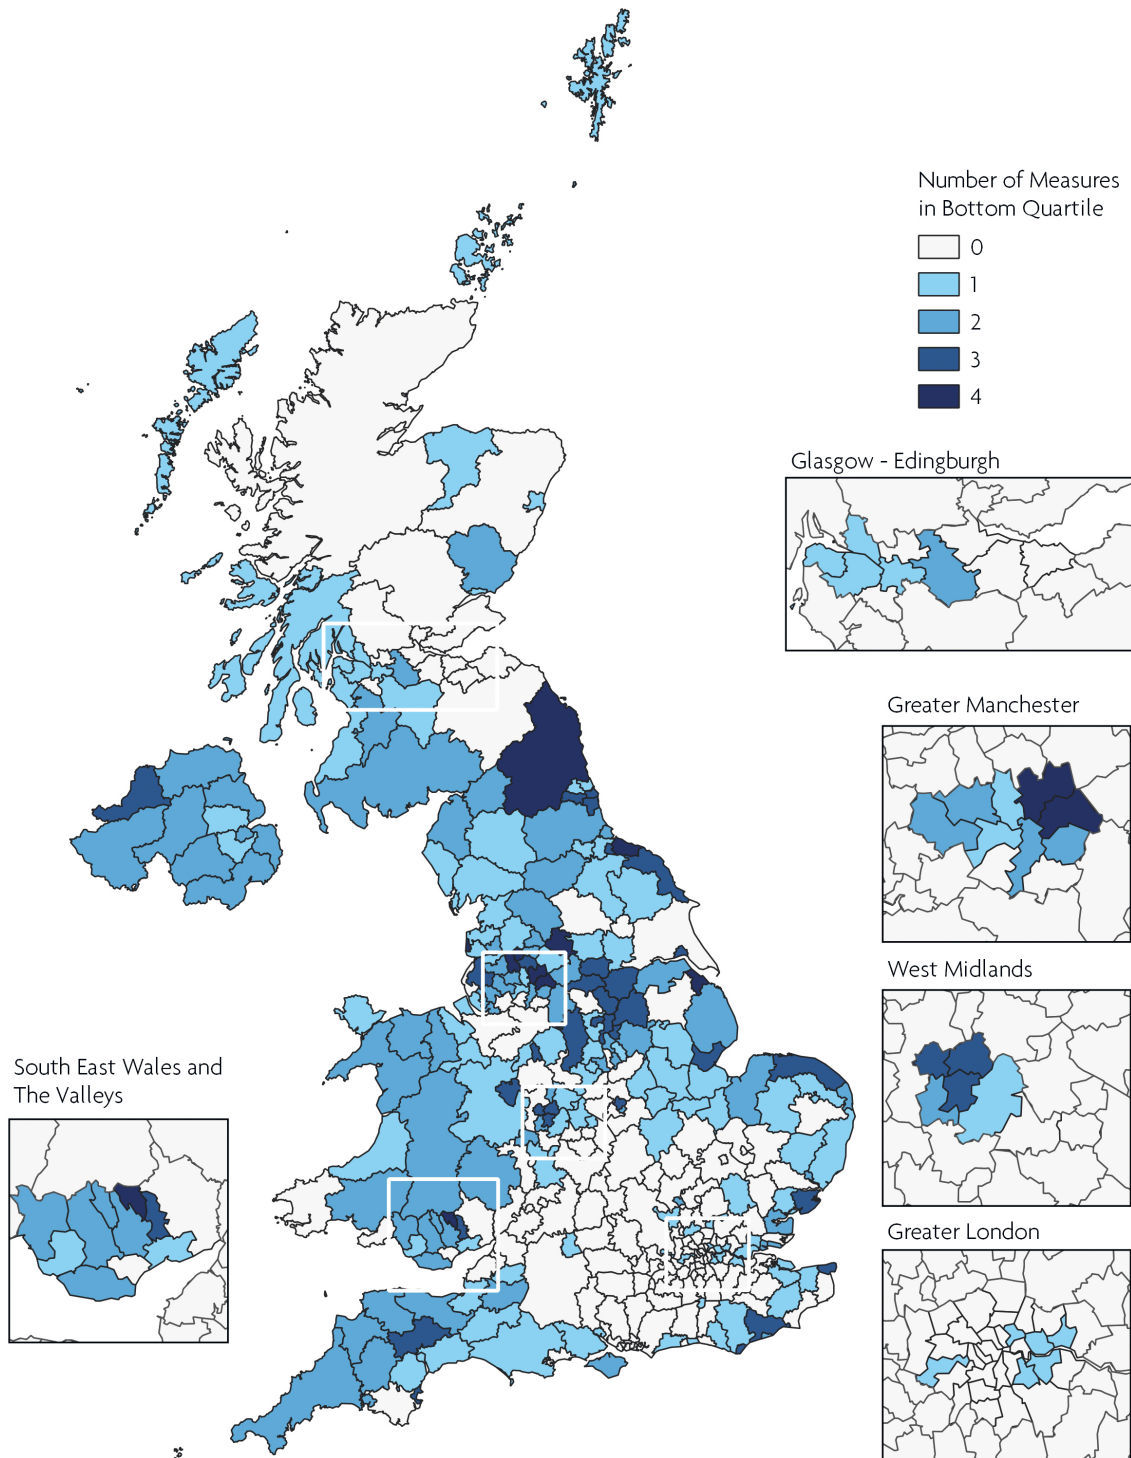 Number of Measures
in Bottom Quartile
0
1
2
3
4
Glasgow - Edingburgh
Greater Manchester
West Midlands
South East Wales and
The Valleys
Greater London